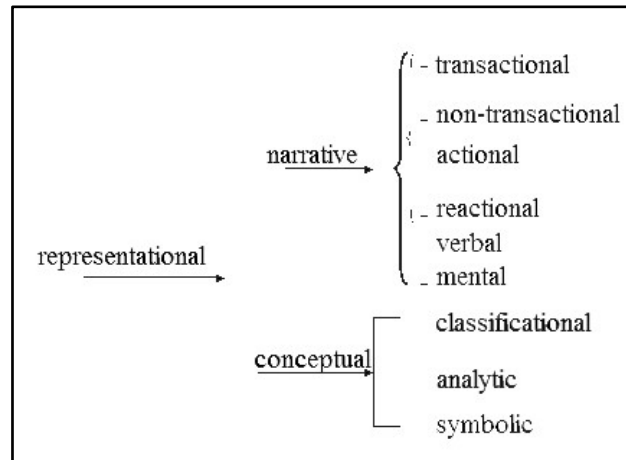 transactional
non-transactional
narrative
actional
reactional
verbal
representational
mental
classificational
conceptual
analytic
symbolic